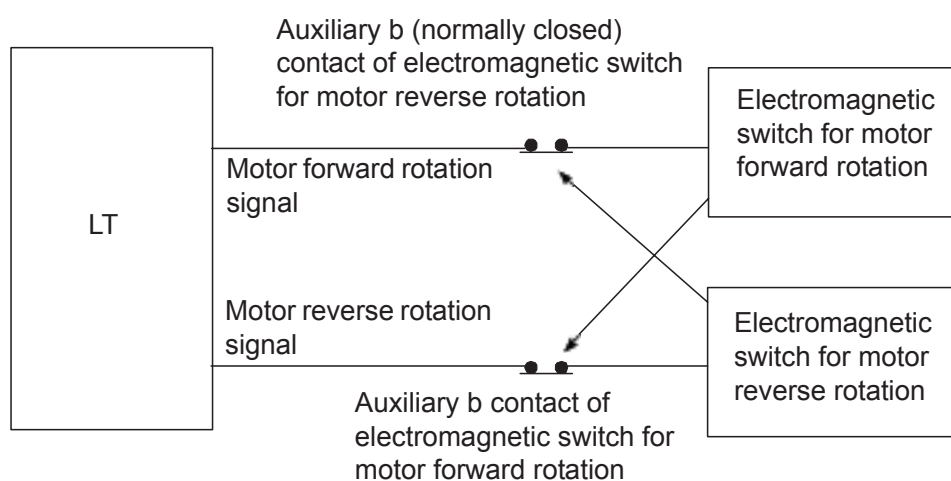 Auxiliary b (normally closed)
contact of electromagnetic switch
for motor reverse rotation
Electromagnetic
switch for motor
forward rotation
Motor forward rotation
signal
LT
Motor reverse rotation
signal
Electromagnetic
switch for motor
reverse rotation
Auxiliary b contact of
electromagnetic switch for
motor forward rotation